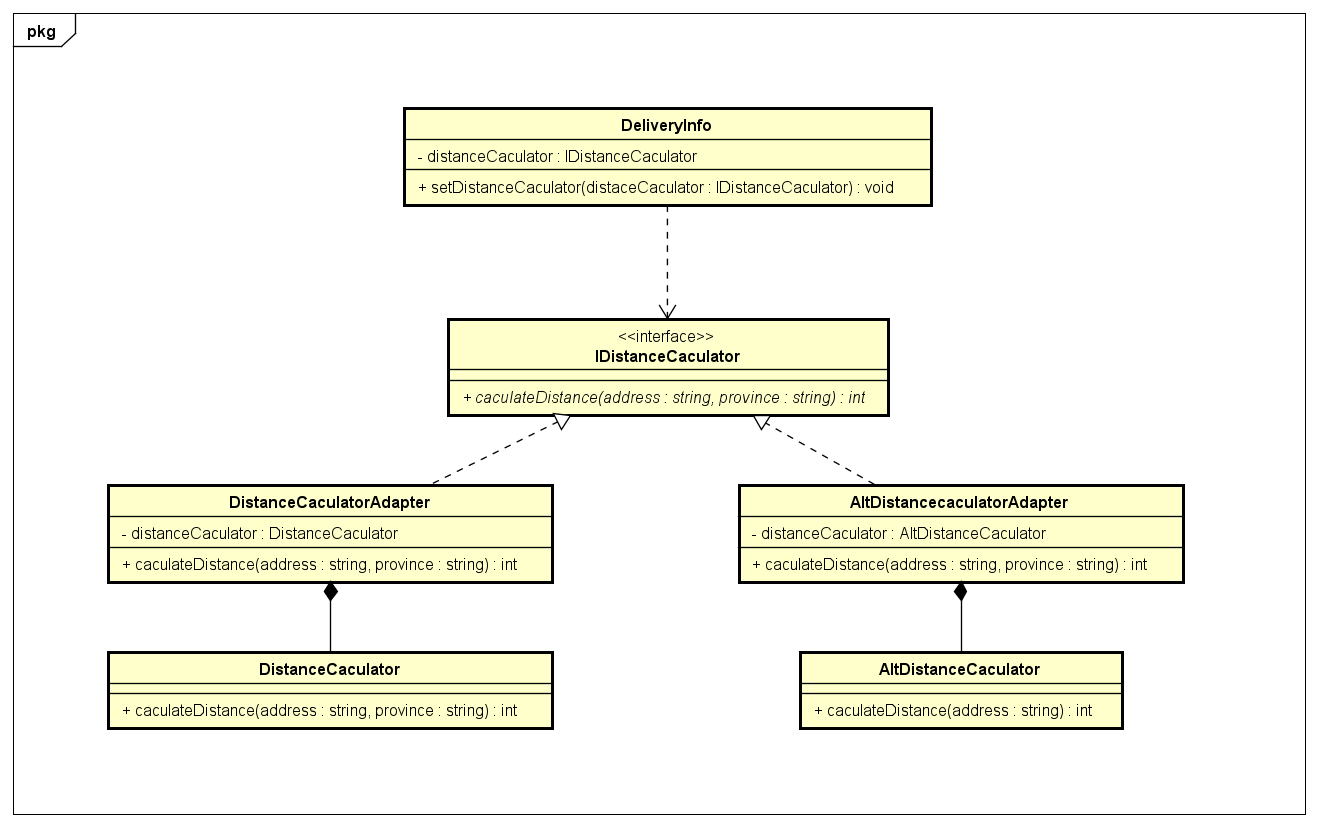 pkg
DeliveryInfo
- distanceCaculator : IDistanceCaculator
+ setDistanceCaculator(distaceCaculator : IDistanceCaculator) : void
<<interface>>
IDistanceCaculator
+ caculateDistance(address : string, province : string) : int
DistanceCaculatorAdapter
- distanceCaculator : DistanceCaculator
+ caculateDistance(address : string, province : string) : int
AltDistancecaculatorAdapter
- distanceCaculator : AltDistanceCaculator
+ caculateDistance(address : string, province : string) : int
DistanceCaculator
+ caculateDistance(address : string, province : string) : int
AltDistanceCaculator
+ caculateDistance(address : string) : int